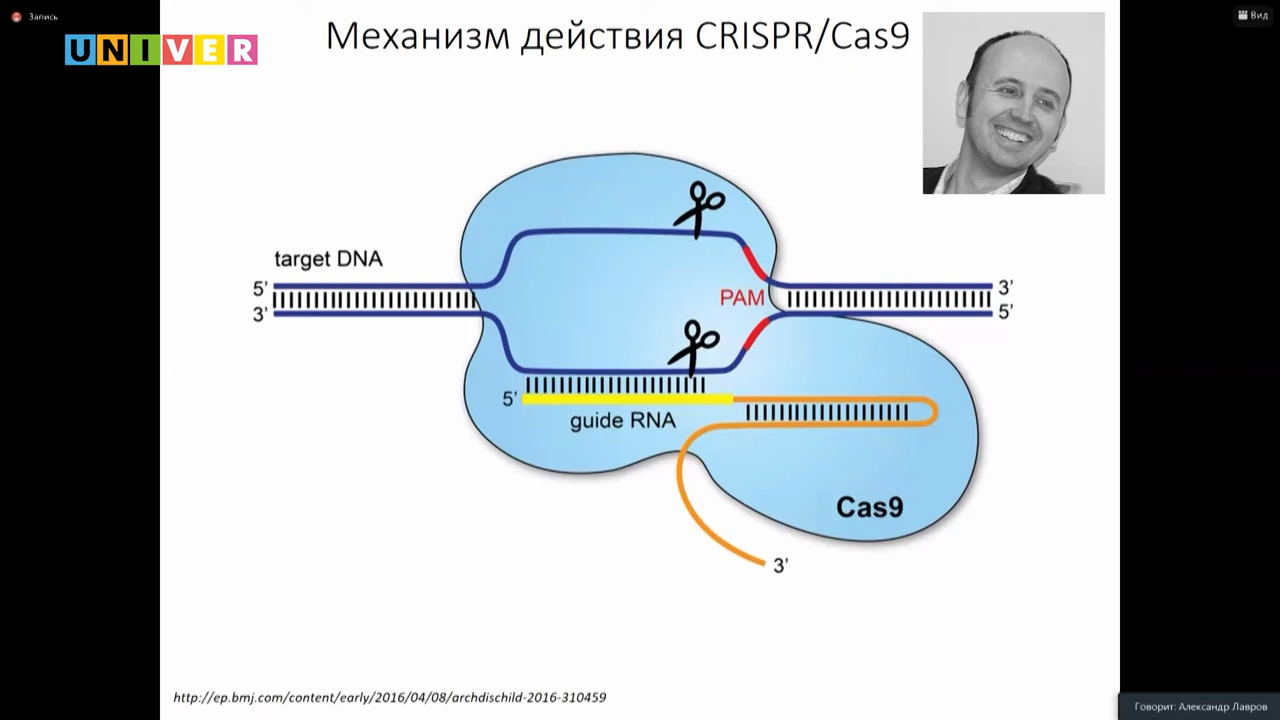 Запись
Вид
UNIVER
Механизм действия CRISPR/Cas9
target DNA
5’
3’
3’
5’
PAM
5’
guide RNA
Cas9
3’
http://ep.bmj.com/content/early/2016/04/08/archdischild-2016-310459
Говорит: Александр Лавров